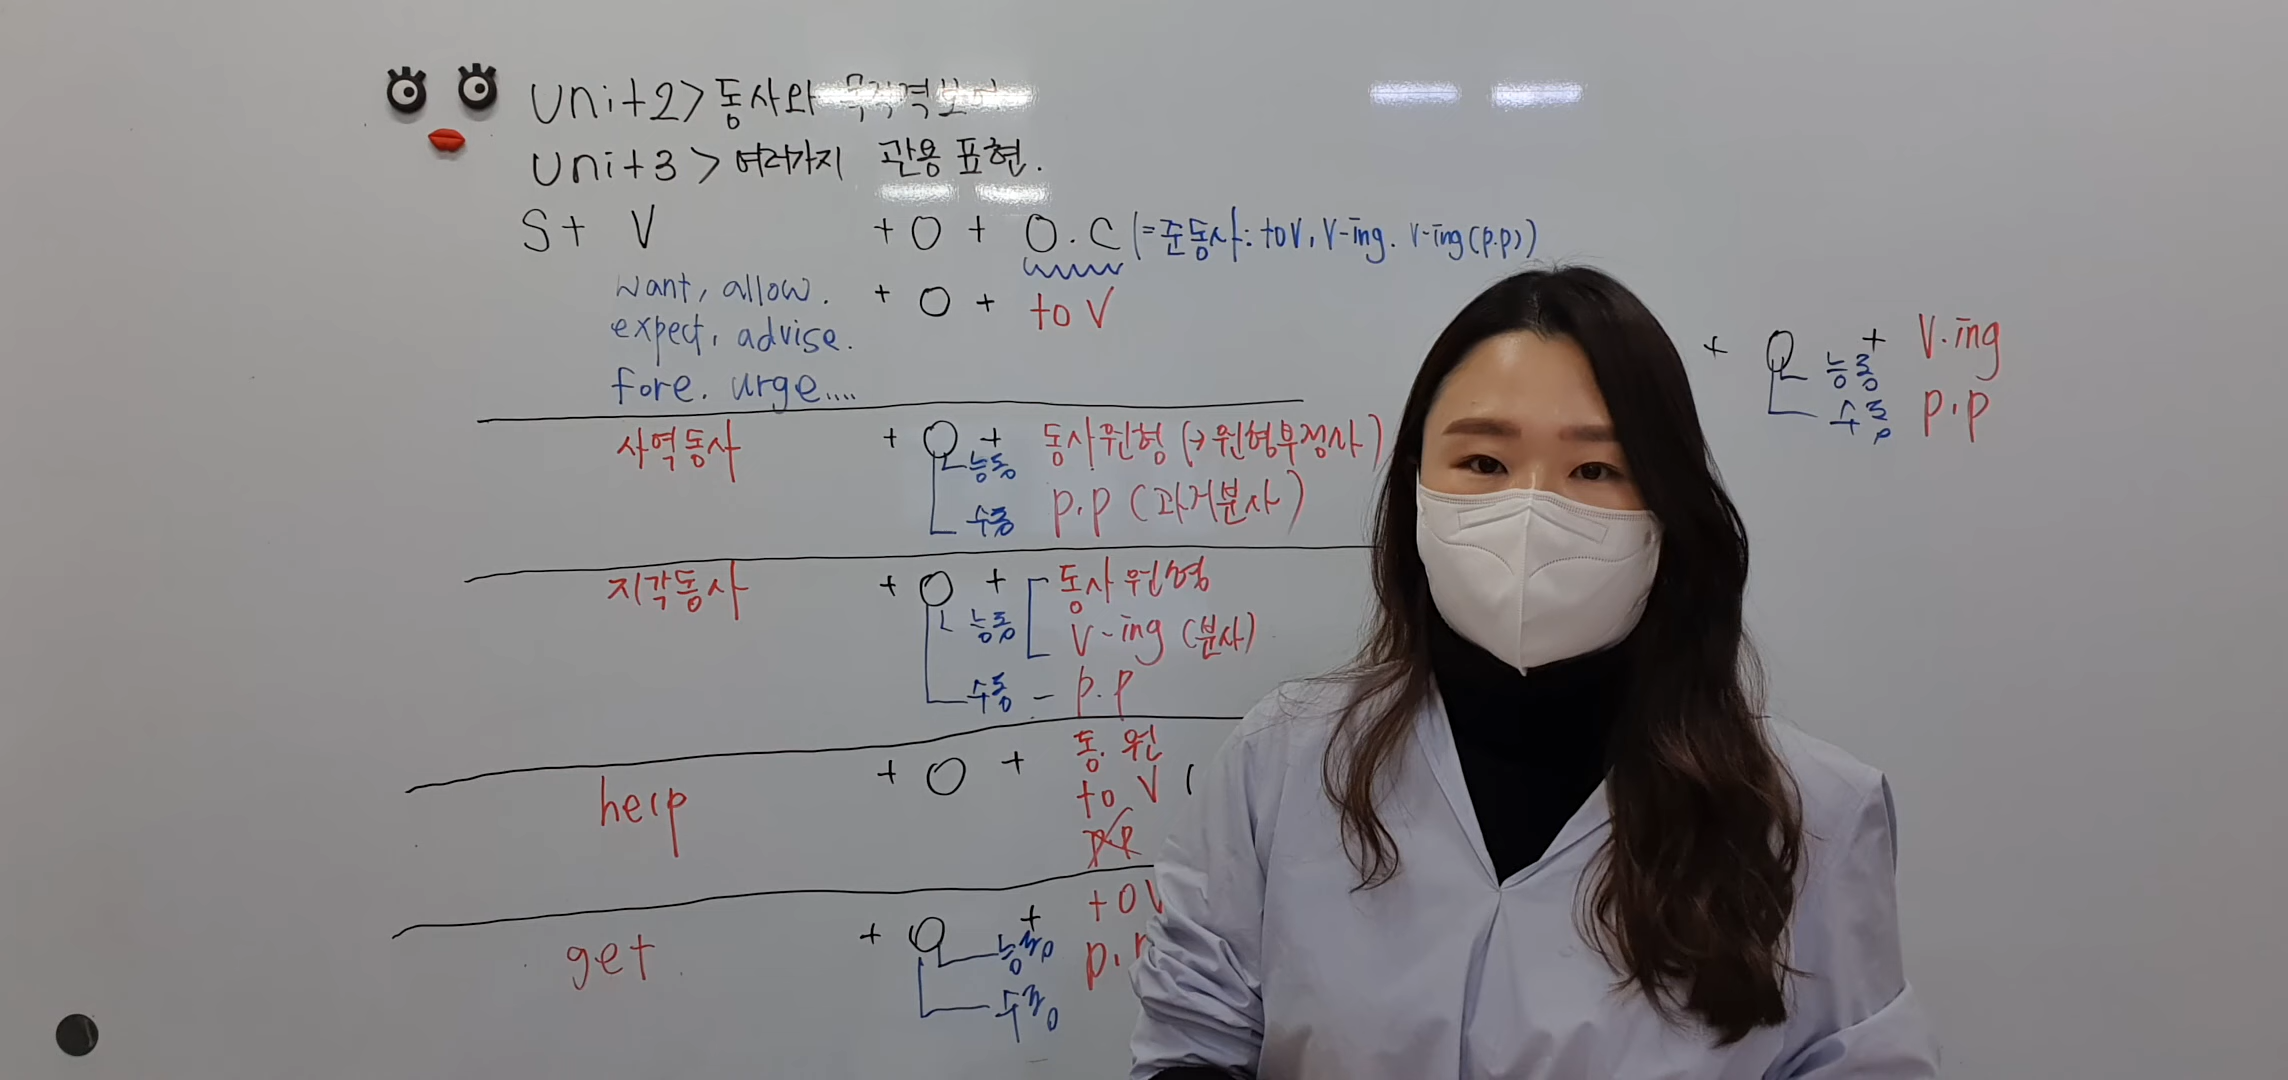 Unit2> 동사와 목적격보어
Unit3 > 여러가지 관용 표현.
S + V + O + O.C (=준동사: toV, V-ing. V-ing(p.p))
want, allow. + O + to V
expect, advise.
fore. urge....
+ O + V.ing
능동
수동 p.p
사역동사 + O + 동사원형 (→원형부정사)
능동
수동 p.p (과거분사)
지각동사 + O + 동사원형
능동 V-ing (분사)
수동 - p.p
help + O + 동.원
to V (
p.p
get + O + toV
능동 p.
수동